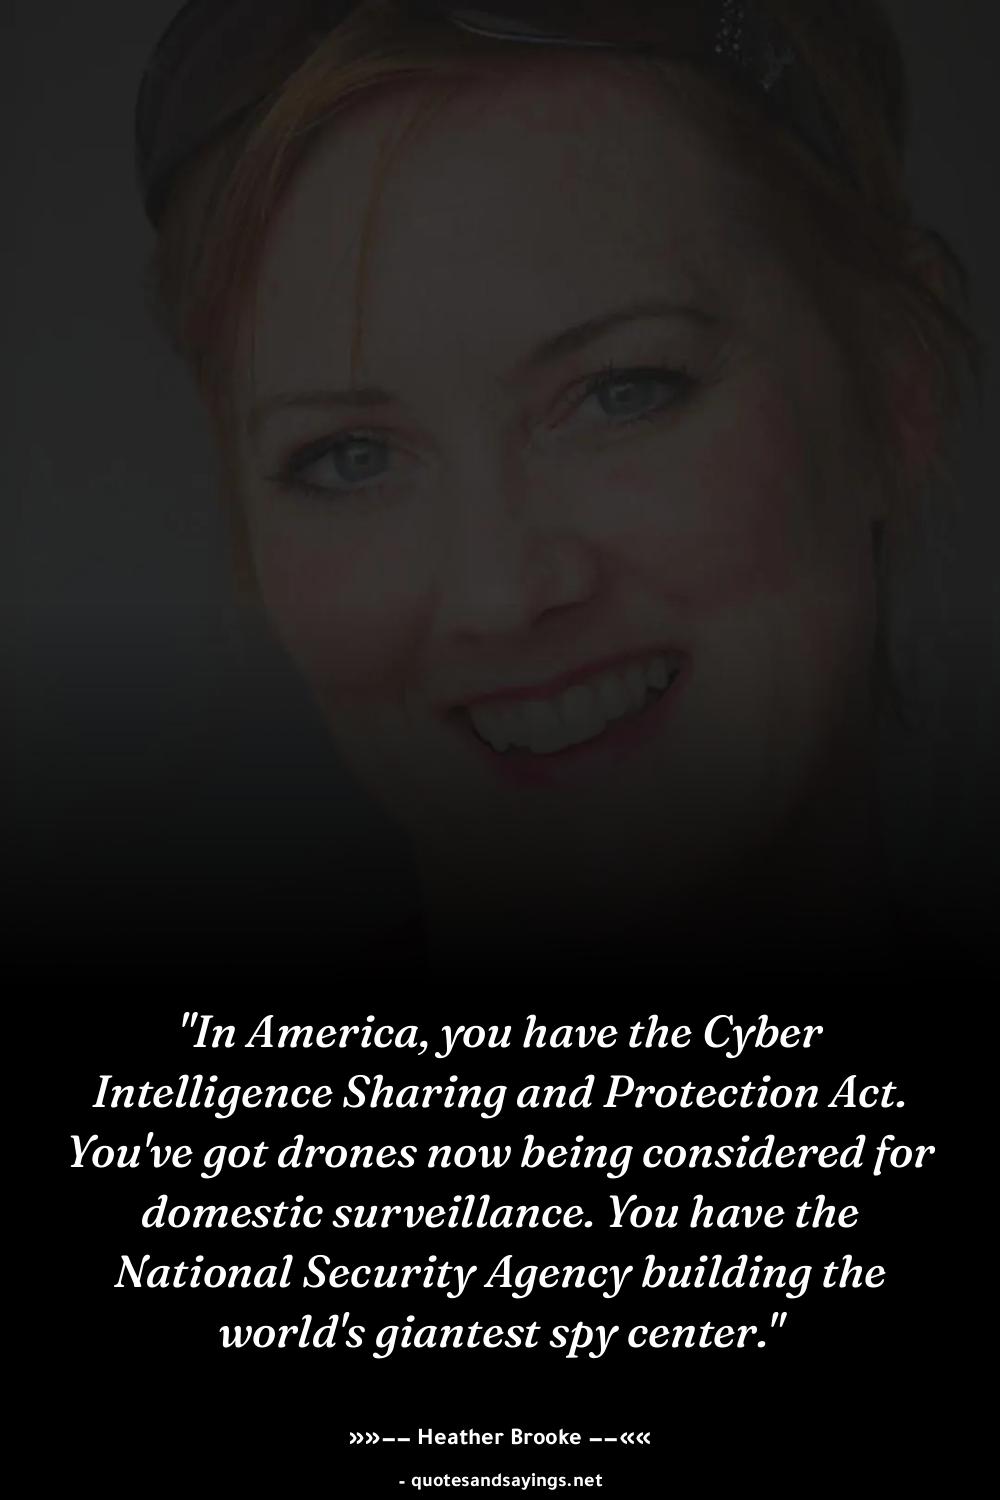 "In America, you have the Cyber
Intelligence Sharing and Protection Act.
You've got drones now being considered for
domestic surveillance. You have the
National Security Agency building the
world's giantest spy center."
»»−− Heather Brooke −−««
- quotesandsayings.net